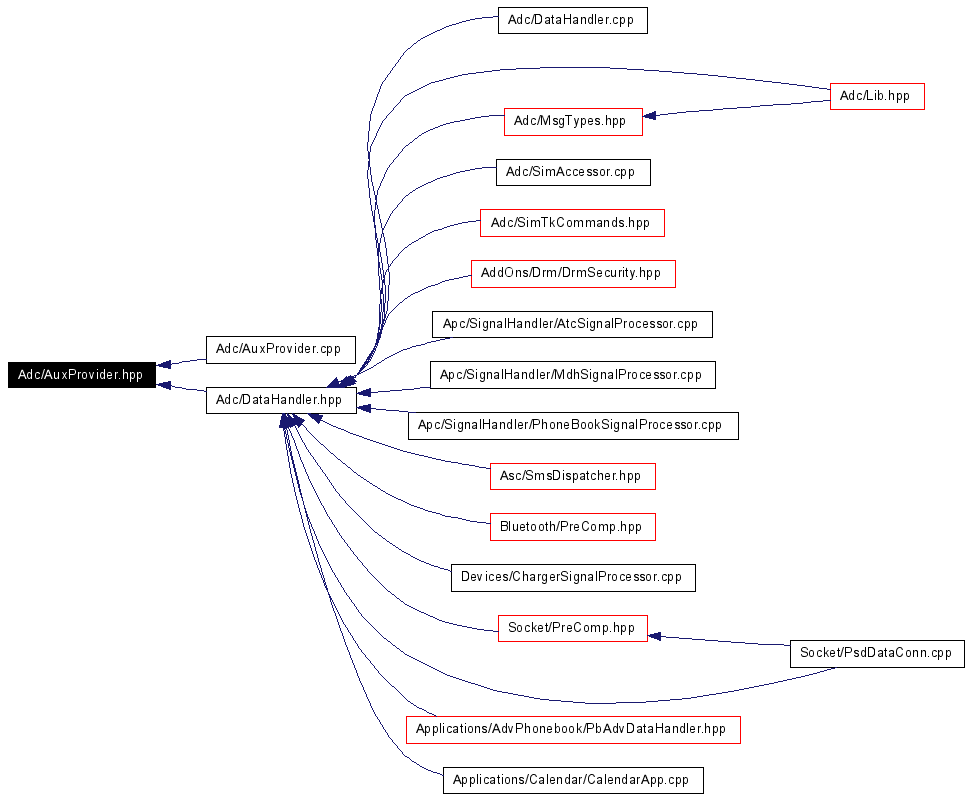 Adc/DataHandler.cpp
Adc/Lib.hpp
Adc/MsgTypes.hpp
Adc/SimAccessor.cpp
Adc/SimTkCommands.hpp
AddOns/Drm/DrmSecurity.hpp
Apc/SignalHandler/AtcSignalProcessor.cpp
Adc/AuxProvider.cpp
Adc/AuxProvider.hpp
Apc/SignalHandler/MdhSignalProcessor.cpp
Adc/DataHandler.hpp
Apc/SignalHandler/PhoneBookSignalProcessor.cpp
Asc/SmsDispatcher.hpp
Bluetooth/PreComp.hpp
Devices/ChargerSignalProcessor.cpp
Socket/PreComp.hpp
Socket/PsdDataConn.cpp
Applications/AdvPhonebook/PbAdvDataHandler.hpp
Applications/Calendar/CalendarApp.cpp